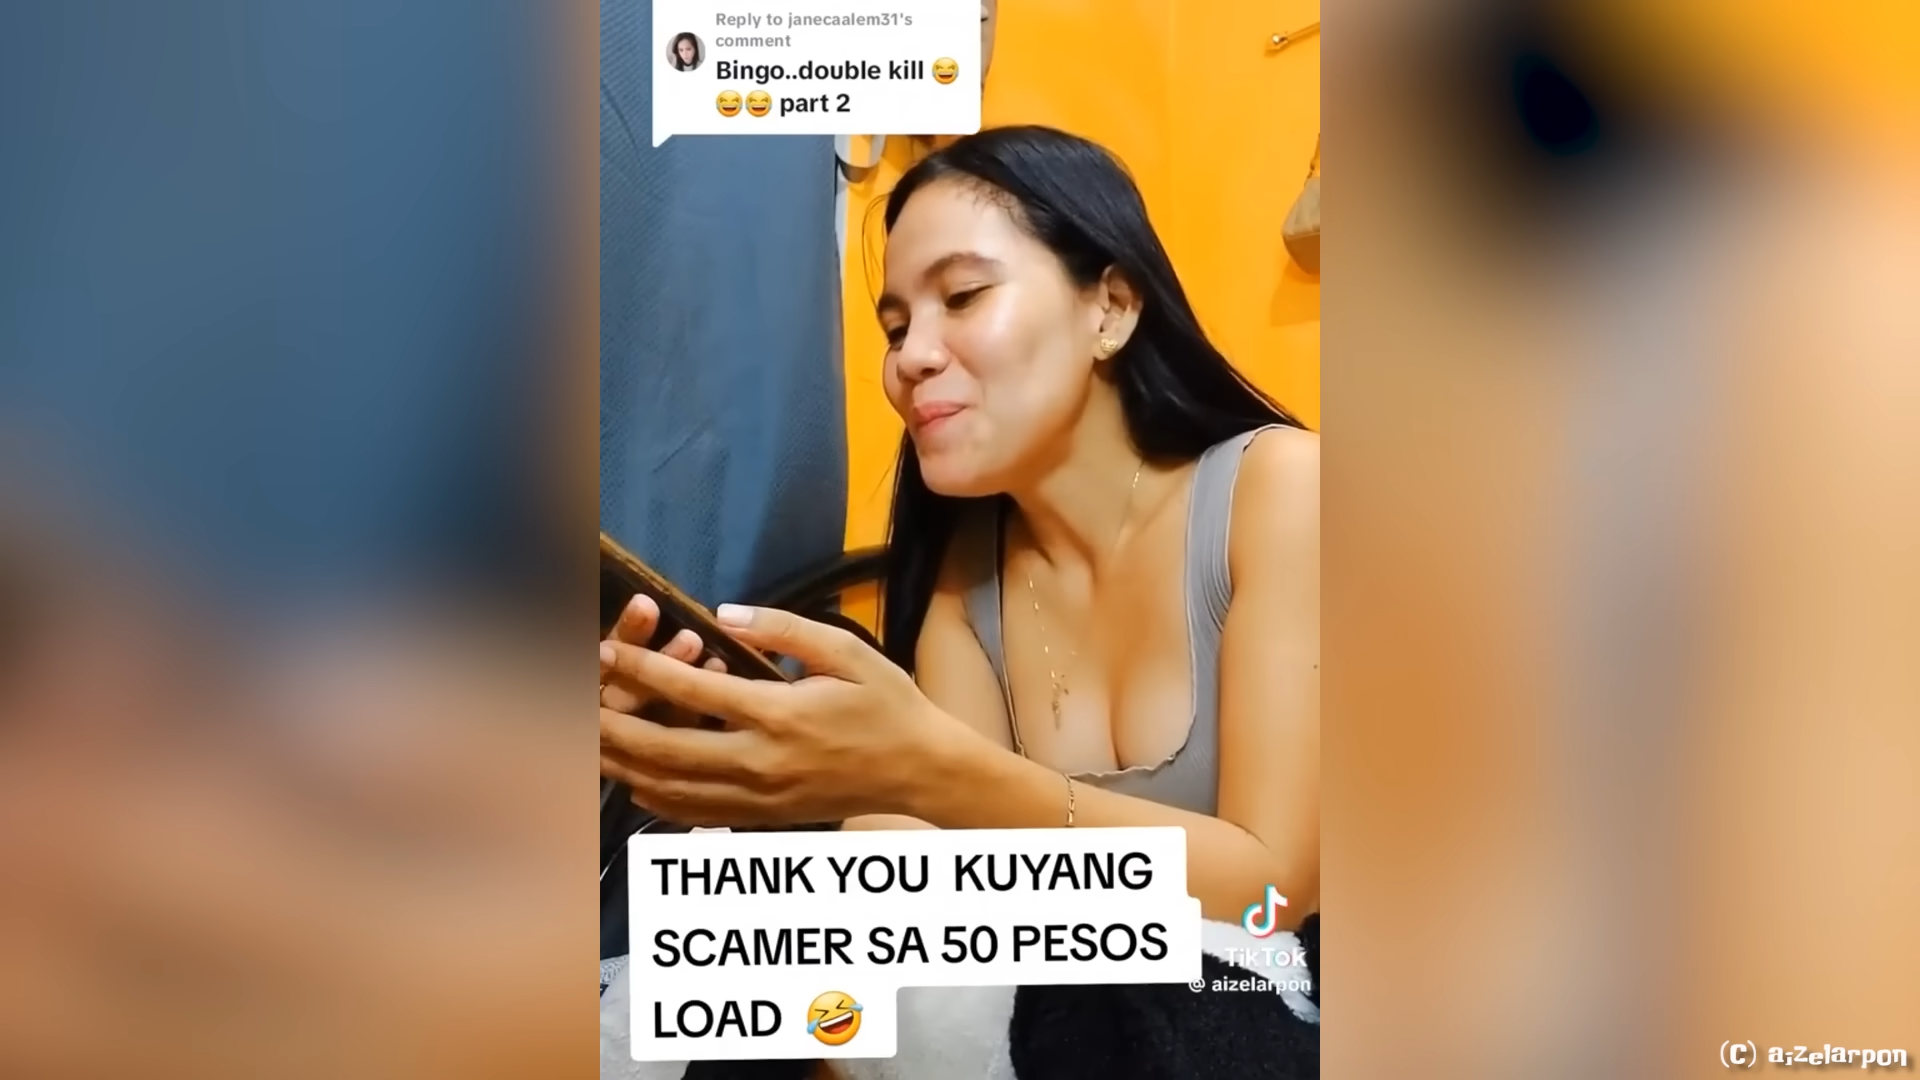 Reply to janecaalem31's
comment
Bingo..double kill 😂
😂😂 part 2
THANK YOU KUYANG
SCAMER SA 50 PESOS
LOAD 🤣
TikTok
@ aizelarpon
(C) aizelarpon